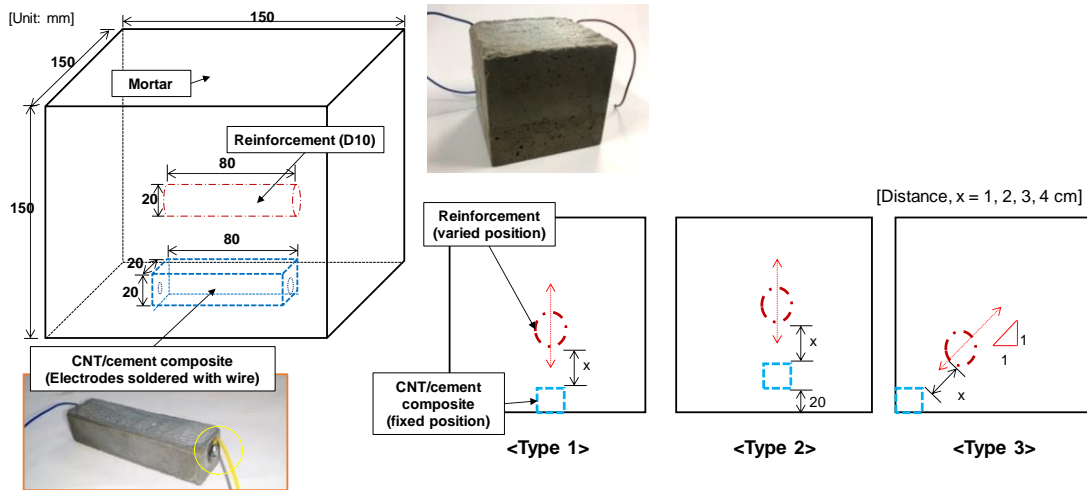 [Unit: mm]
150
150
Mortar
Reinforcement (D10)
80
20
150
80
20
20
CNT/cement composite
(Electrodes soldered with wire)
[Distance, x = 1, 2, 3, 4 cm]
Reinforcement
(varied position)
x
CNT/cement
composite
(fixed position)
<Type 1>
x
20
<Type 2>
1
1
x
<Type 3>